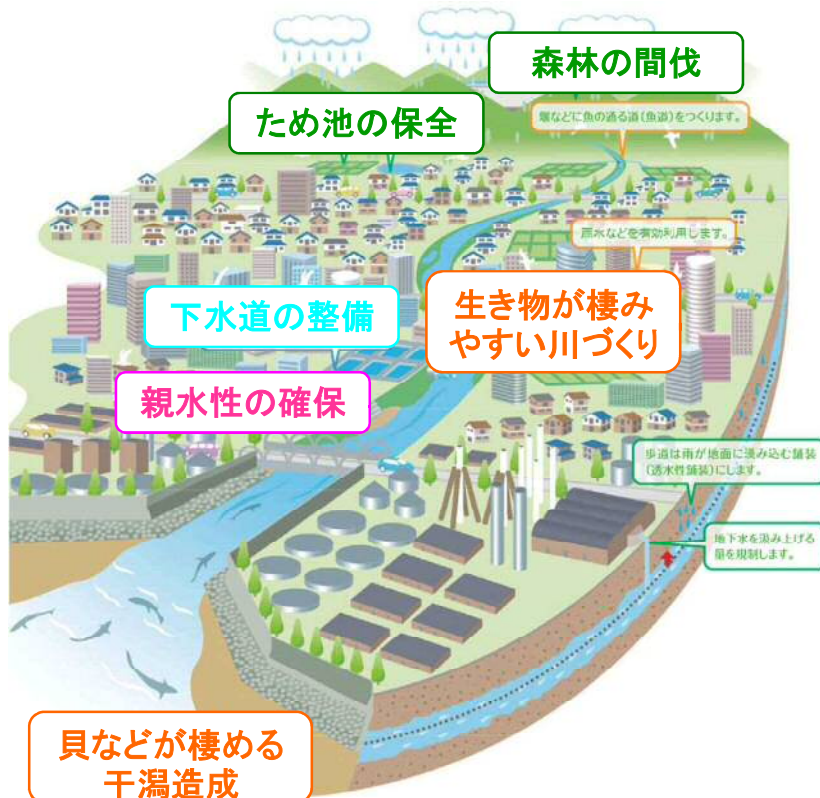 森林の間伐
ため池の保全
堰などに魚の通る道(魚道)をつくります。
雨水などを有効利用します。
下水道の整備
生き物が棲み
やすい川づくり
親水性の確保
歩道は雨が地面に浸み込む舗装
(透水性舗装)にします。
地下水を汲み上げる
量を規制します。
貝などが棲める
干潟造成